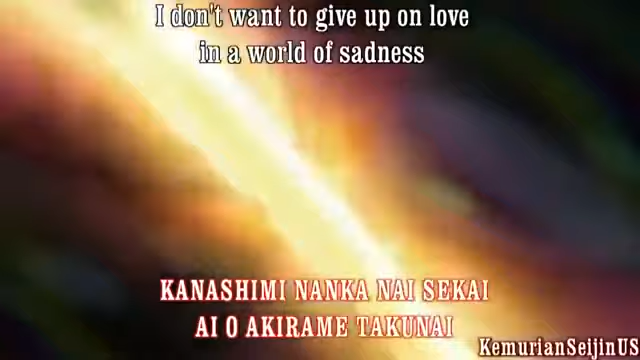 I don't want to give up on love
in a world of sadness
KANASHIMI NANKA NAI SEKAI
AI O AKIRAME TAKUNAI
KemurianSeijinUS